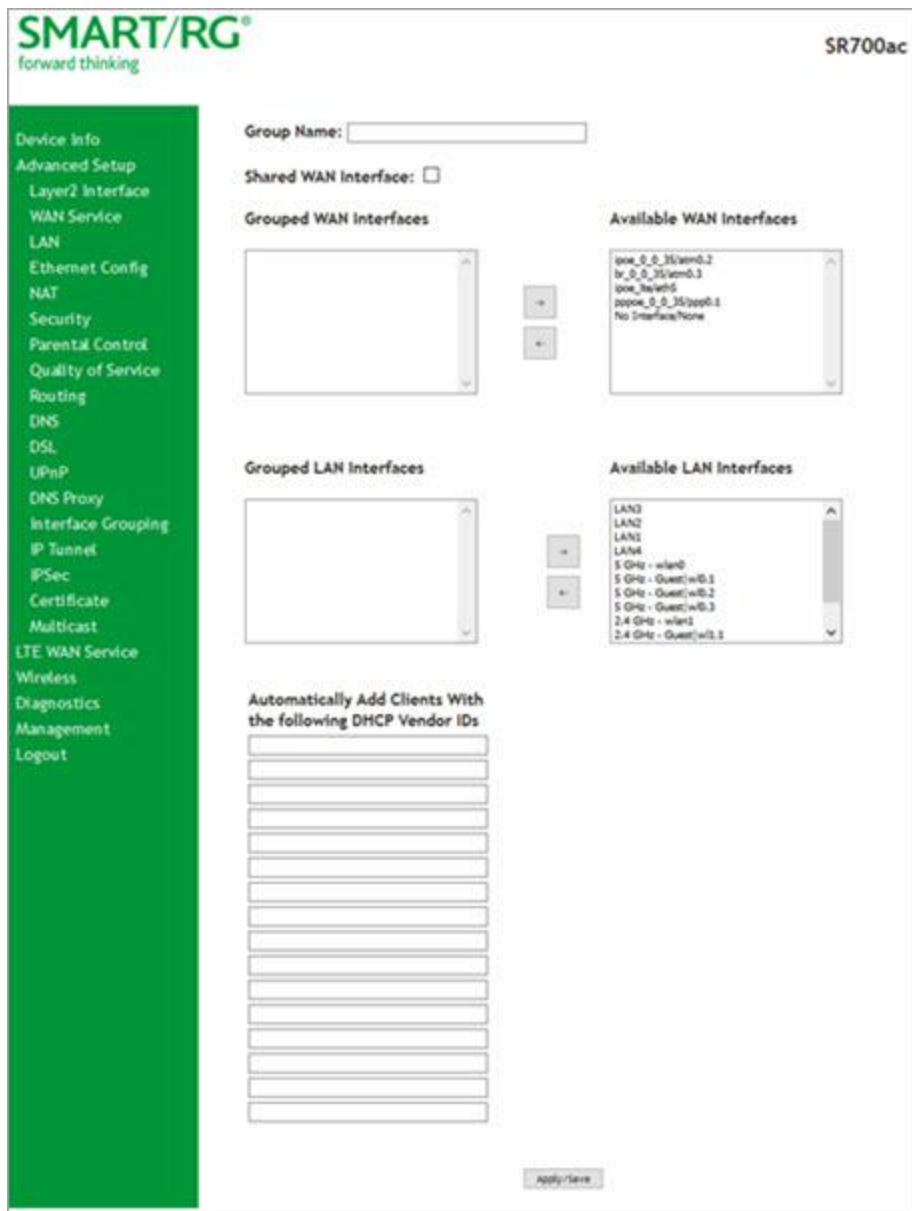 SMART/RG®
forward thinking
SR700ac
Device Info
Advanced Setup
Layer2 Interface
WAN Service
LAN
Ethernet Config
NAT
Security
Parental Control
Quality of Service
Routing
DNS
DSL
UPnP
DNS Proxy
Interface Grouping
IP Tunnel
IPSec
Certificate
Multicast
LTE WAN Service
Wireless
Diagnostics
Management
Logout
Group Name:
Shared WAN Interface:
Grouped WAN Interfaces
Available WAN Interfaces
ipoe_0_0_35/atm0.2
br_0_0_35/atm0.3
ipoe_lte/eth5
pppoe_0_0_35/ppp0.1
No Interface/None
→
←
Grouped LAN Interfaces
Available LAN Interfaces
LAN3
LAN2
LAN1
LAN4
5 GHz - wlan0
5 GHz - Guest|wl0.1
5 GHz - Guest|wl0.2
5 GHz - Guest|wl0.3
2.4 GHz - wlan1
2.4 GHz - Guest|wl1.1
→
←
Automatically Add Clients With
the following DHCP Vendor IDs
Apply/Save